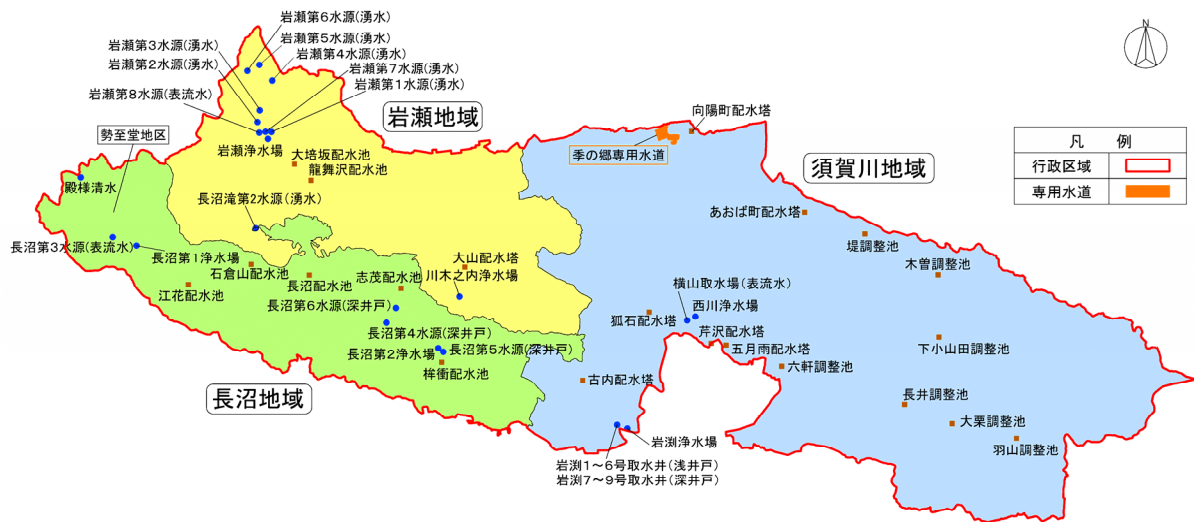 岩瀬第6水源(湧水)
岩瀬第5水源(湧水)
岩瀬第3水源(湧水)
岩瀬第4水源(湧水)
岩瀬第2水源(湧水)
岩瀬第7水源(湧水)
岩瀬第1水源(湧水)
岩瀬第8水源(表流水)
岩瀬地域
勢至堂地区
岩瀬浄水場
大培坂配水池
龍舞沢配水池
殿様清水
長沼滝第2水源(湧水)
長沼第3水源(表流水)
長沼第1浄水場
石倉山配水池
江花配水池
長沼配水池
志茂配水池
大山配水塔
川木之内浄水場
長沼第6水源(深井戸)
長沼第4水源(深井戸)
長沼第5水源(深井戸)
長沼第2浄水場
桙衝配水池
長沼地域
向陽町配水塔
季の郷専用水道
須賀川地域
あおば町配水塔
堤調整池
木曽調整池
横山取水場(表流水)
西川浄水場
狐石配水塔
芹沢配水塔
五月雨配水塔
下小山田調整池
六軒調整池
古内配水塔
長井調整池
大栗調整池
羽山調整池
岩渕浄水場
岩渕1～6号取水井(浅井戸)
岩渕7～9号取水井(深井戸)
N
凡 例
行政区域
専用水道